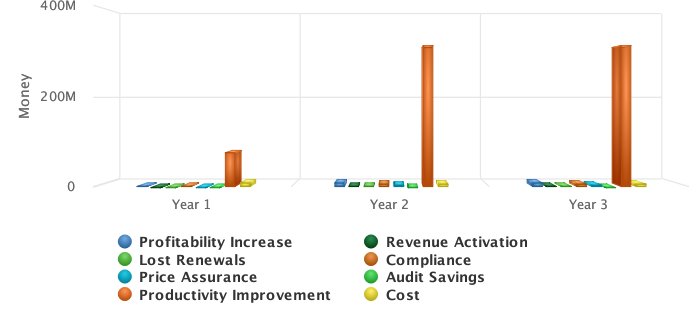 400M
200M
0
Money
Year 1
Year 2
Year 3
Profitability Increase
Revenue Activation
Lost Renewals
Compliance
Price Assurance
Audit Savings
Productivity Improvement
Cost